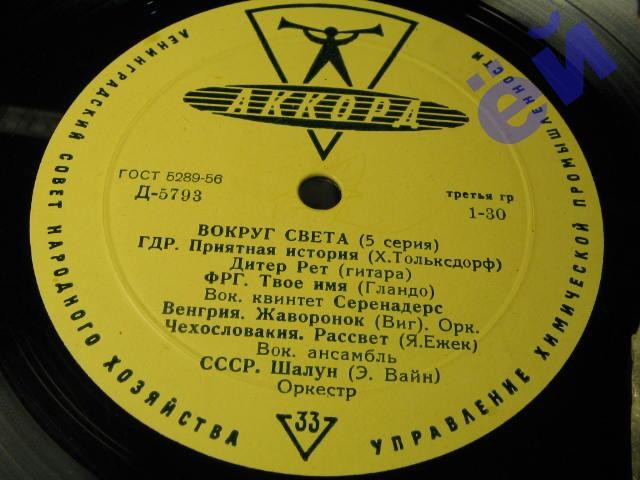 АККОРД
ЛЕНИНГРАДСКИЙ СОВЕТ НАРОДНОГО ХОЗЯЙСТВА
УПРАВЛЕНИЕ ХИМИЧЕСКОЙ ПРОМЫШЛЕННОСТИ
ГОСТ 5289-56
Д-5793
третья гр
1-30
ВОКРУГ СВЕТА (5 серия)
ГДР. Приятная история (Х.Тольксдорф)
Дитер Рет (гитара)
ФРГ. Твое имя (Гландо)
Вок. квинтет Серенадерс
Венгрия. Жаворонок (Виг). Орк.
Чехословакия. Рассвет (Я.Ежек)
Вок. ансамбль
СССР. Шалун (Э. Вайн)
Оркестр
33